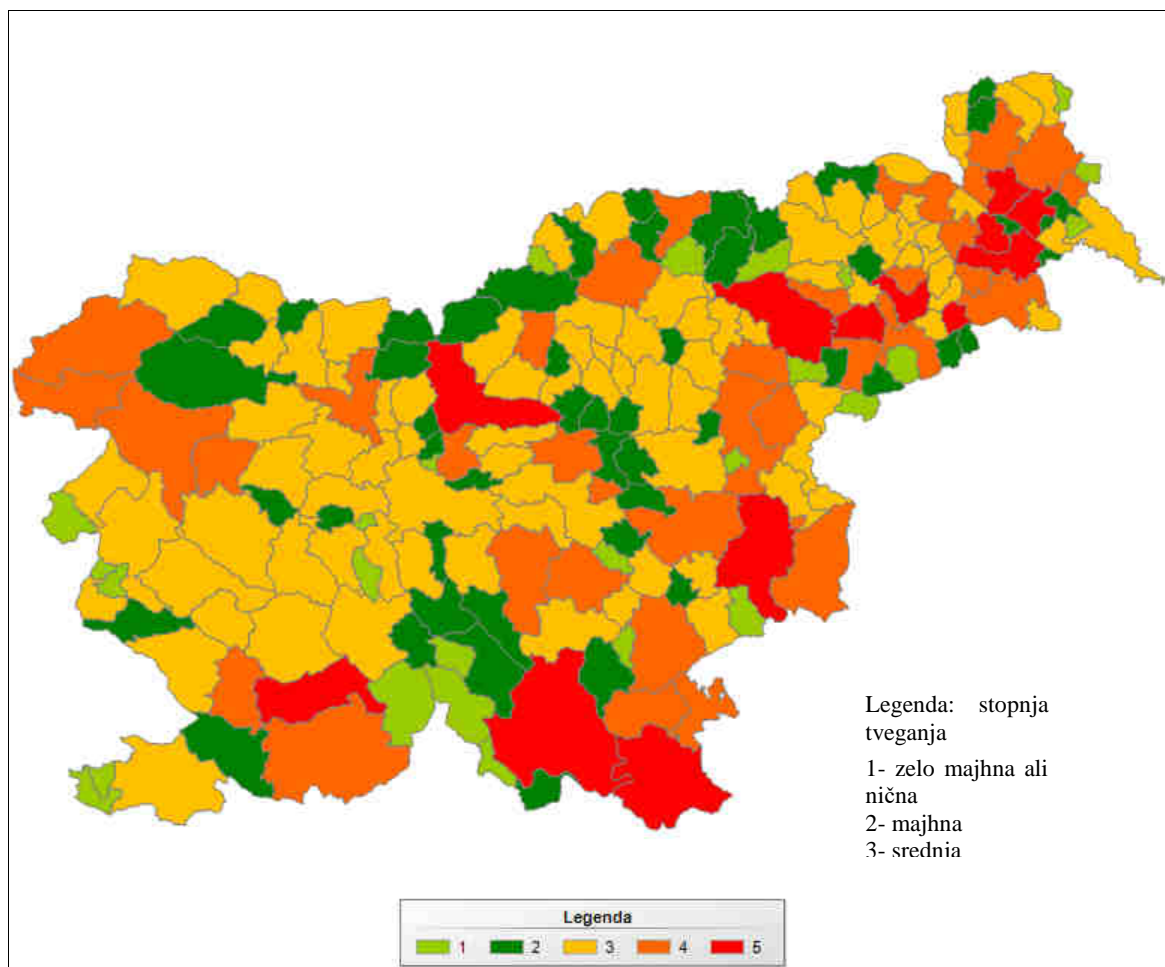 Legenda: stopnja
tveganja
1- zelo majhna ali
nična
2- majhna
3- srednja
Legenda
1 2 3 4 5